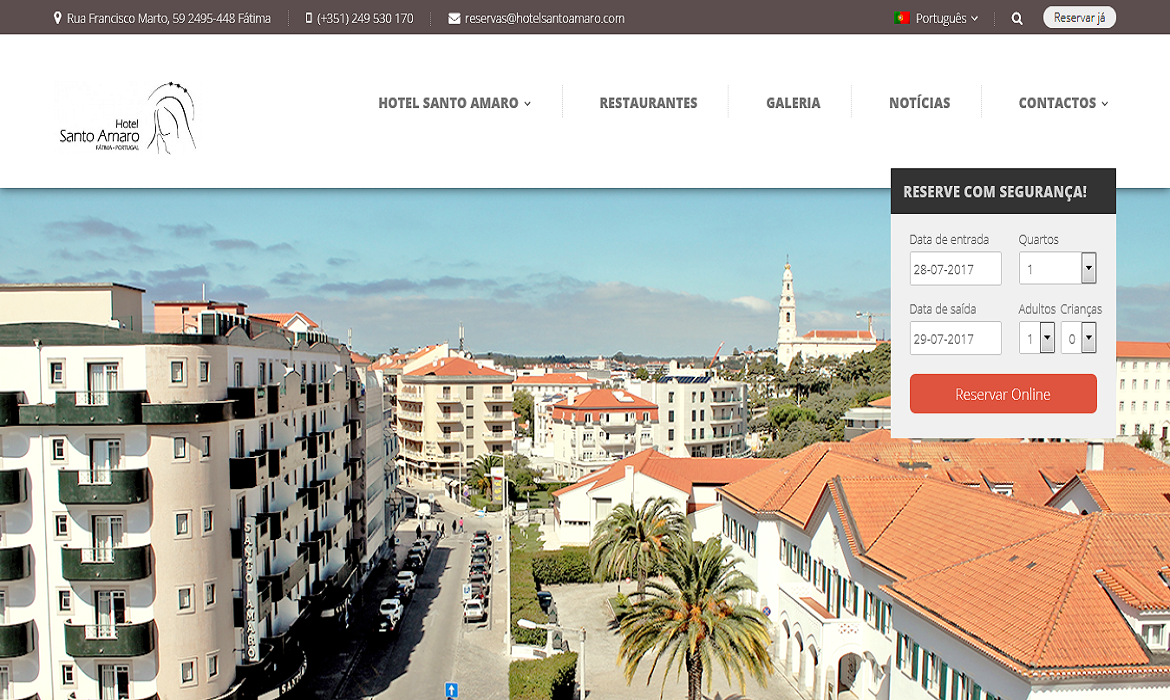 Rua Francisco Marto, 59 2495-448 Fátima
(+351) 249 530 170
reservas@hotelsantoamaro.com
Português
Reservar já
Hotel
Santo Amaro
FÁTIMA • PORTUGAL
HOTEL SANTO AMARO
RESTAURANTES
GALERIA
NOTÍCIAS
CONTACTOS
RESERVE COM SEGURANÇA!
Data de entrada
Quartos
28-07-2017
1
Data de saída
Adultos
Crianças
29-07-2017
1
0
Reservar Online
SANTO AMARO